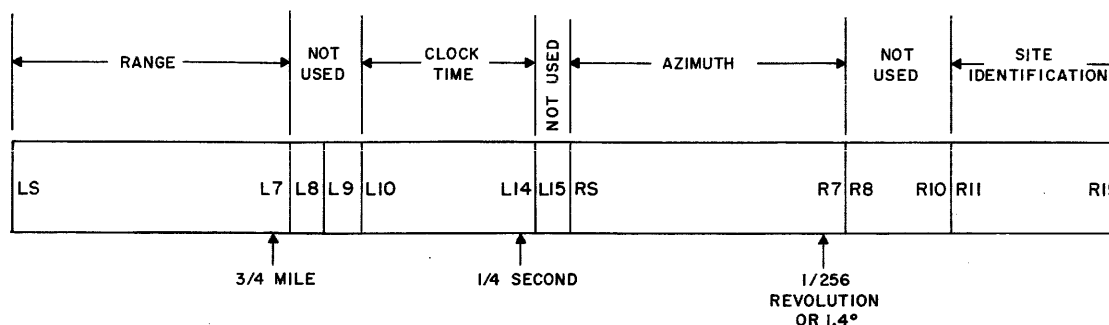 RANGE
NOT
USED
CLOCK
TIME
NOT USED
AZIMUTH
NOT
USED
SITE
IDENTIFICATION
LS
L7
L8
L9
L10
L14
L15
RS
R7
R8
R10
R11
3/4 MILE
1/4 SECOND
1/256
REVOLUTION
OR 1.4°